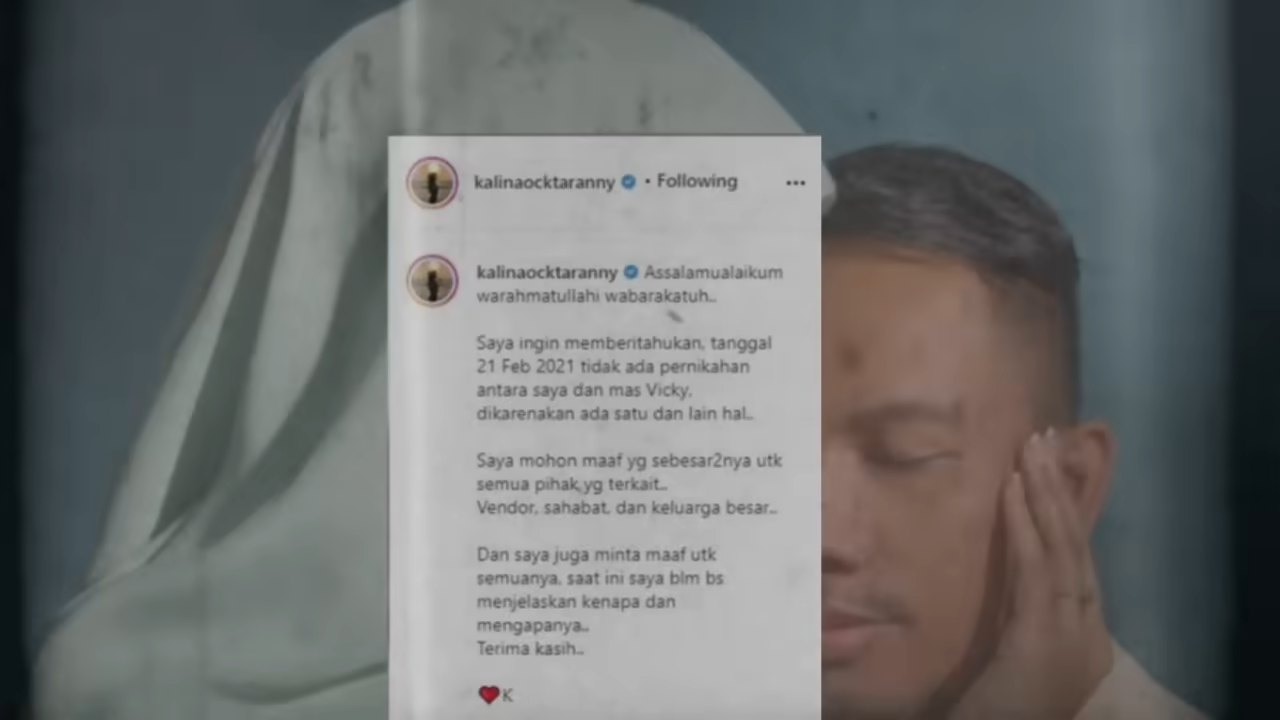 kalinaocktaranny • Following
kalinaocktaranny Assalamualaikum
warahmatullahi wabarakatuh..
Saya ingin memberitahukan, tanggal
21 Feb 2021 tidak ada pernikahan
antara saya dan mas Vicky,
dikarenakan ada satu dan lain hal..
Saya mohon maaf yg sebesar2nya utk
semua pihak yg terkait..
Vendor, sahabat, dan keluarga besar..
Dan saya juga minta maaf utk
semuanya, saat ini saya blm bs
menjelaskan kenapa dan
mengapanya..
Terima kasih..
❤️K